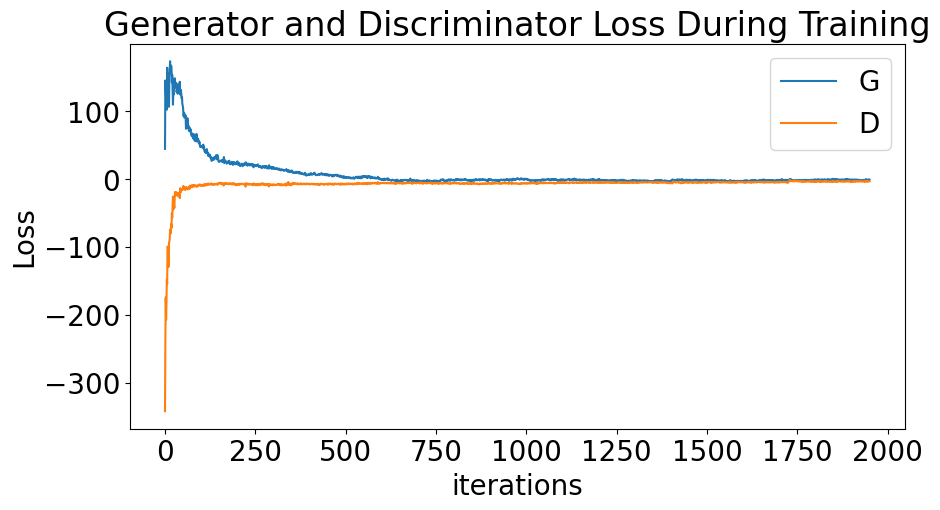 Generator and Discriminator Loss During Training
G
D
Loss
100
0
−100
−200
−300
0 250 500 750 1000 1250 1500 1750 2000
iterations